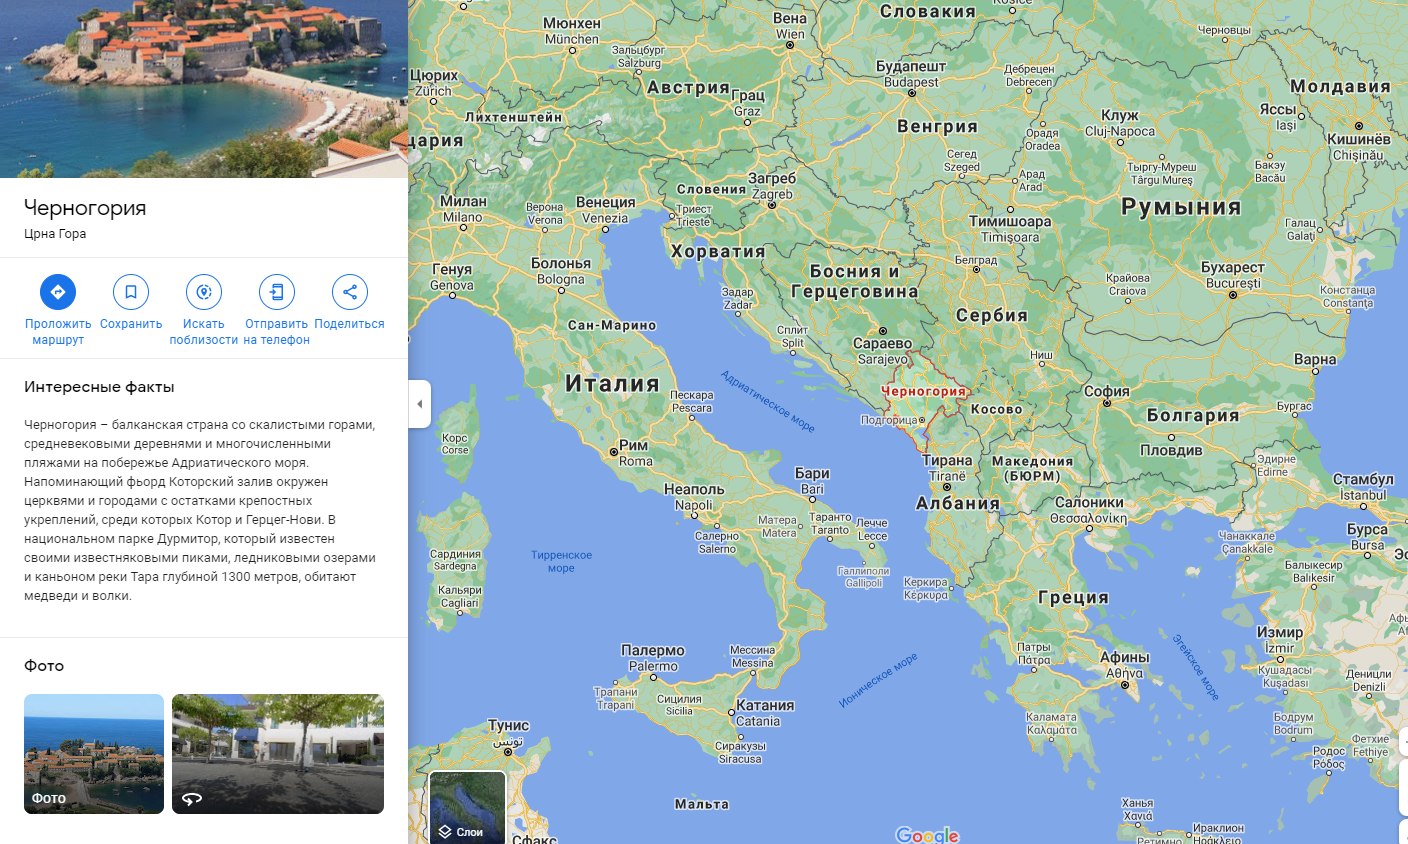 Черногория
Црна Гора
Проложить
маршрут
Сохранить
Искать
поблизости
Отправить
на телефон
Поделиться
Интересные факты
Черногория – балканская страна со скалистыми горами,
средневековыми деревнями и многочисленными
пляжами на побережье Адриатического моря.
Напоминающий фьорд Которский залив окружен
церквями и городами с остатками крепостных
укреплений, среди которых Котор и Герцег-Нови. В
национальном парке Дурмитор, который известен
своими известняковыми пиками, ледниковыми озерами
и каньоном реки Тара глубиной 1300 метров, обитают
медведи и волки.
Фото
Фото
Словакия
Košice
Мюнхен
München
Вена
Wien
Черновцы
Зальцбург
Salzburg
Будапешт
Budapest
Дебрецен
Debrecen
Цюрих
Zürich
Австрия
Грац
Graz
Молдавия
Яссы
Iași
Лихтенштейн
Венгрия
Клуж
Cluj-Napoca
Орадя
Oradea
Кишинёв
Chișinău
цария
Сегед
Szeged
Тыргу-Муреш
Târgu Mureș
Бакэу
Bacău
Арад
Arad
Загреб
Zagreb
Словения
Милан
Milano
Верона
Verona
Венеция
Venezia
Триест
Trieste
Румыния
Тимишоара
Timișoara
Галац
Galați
Хорватия
Генуя
Genova
Болонья
Bologna
Босния и
Герцеговина
Белград
Крайова
Craiova
Бухарест
București
Констанца
Constanța
Задар
Zadar
Сан-Марино
Сплит
Split
Сербия
Сараево
Sarajevo
Ниш
Варна
Италия
Адриатическое море
Черногория
София
Пескара
Pescara
Косово
Болгария
Бургас
Подгорица
Корс
Corse
Рим
Roma
Пловдив
Тирана
Tiranë
Македония
(БЮРМ)
Эдирне
Edirne
Бари
Bari
Стамбул
İstanbul
Неаполь
Napoli
Албания
Салоники
Θεσσαλονίκη
Матера
Matera
Таранто
Taranto
Лечче
Lecce
Салерно
Salerno
Бурса
Bursa
Чанаккале
Çanakkale
Эс
Сардиния
Sardegna
Тирренское
море
Галлиполи
Gallipoli
Балыкесир
Balıkesir
Керкира
Κέρκυρα
Кальяри
Cagliari
Греция
Измир
İzmir
Афь
Af
Палермо
Palermo
Мессина
Messina
Патры
Πάτρα
Афины
Αθήνα
Эгейское море
Ионическое море
Кушадасы
Kuşadası
Денизли
Denizli
Трапани
Trapani
Сицилия
Sicilia
Катания
Catania
Каламата
Καλαμάτα
Бодрум
Bodrum
Тунис
تونس
Сиракузы
Siracusa
Фетхие
Fethiye
Родос
Ρόδος
Мальта
Ханья
Χανιά
Слои
Сфакс
Google
Ираклион
Ηράκλειο
Ретимно